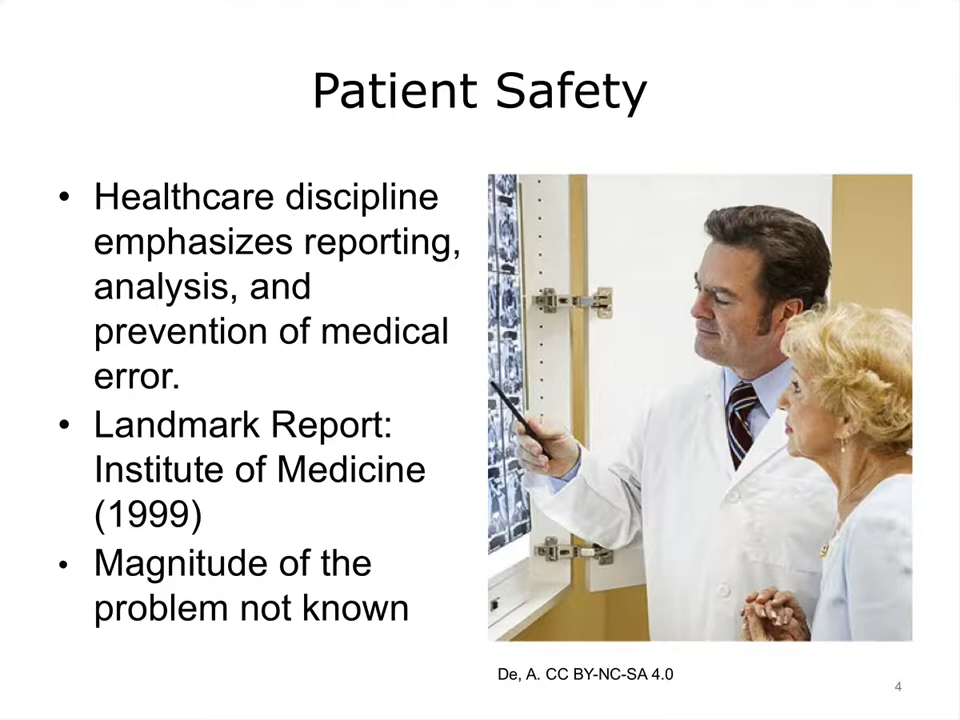 Patient Safety
• Healthcare discipline
emphasizes reporting,
analysis, and
prevention of medical
error.
• Landmark Report:
Institute of Medicine
(1999)
• Magnitude of the
problem not known
De, A. CC BY-NC-SA 4.0
4